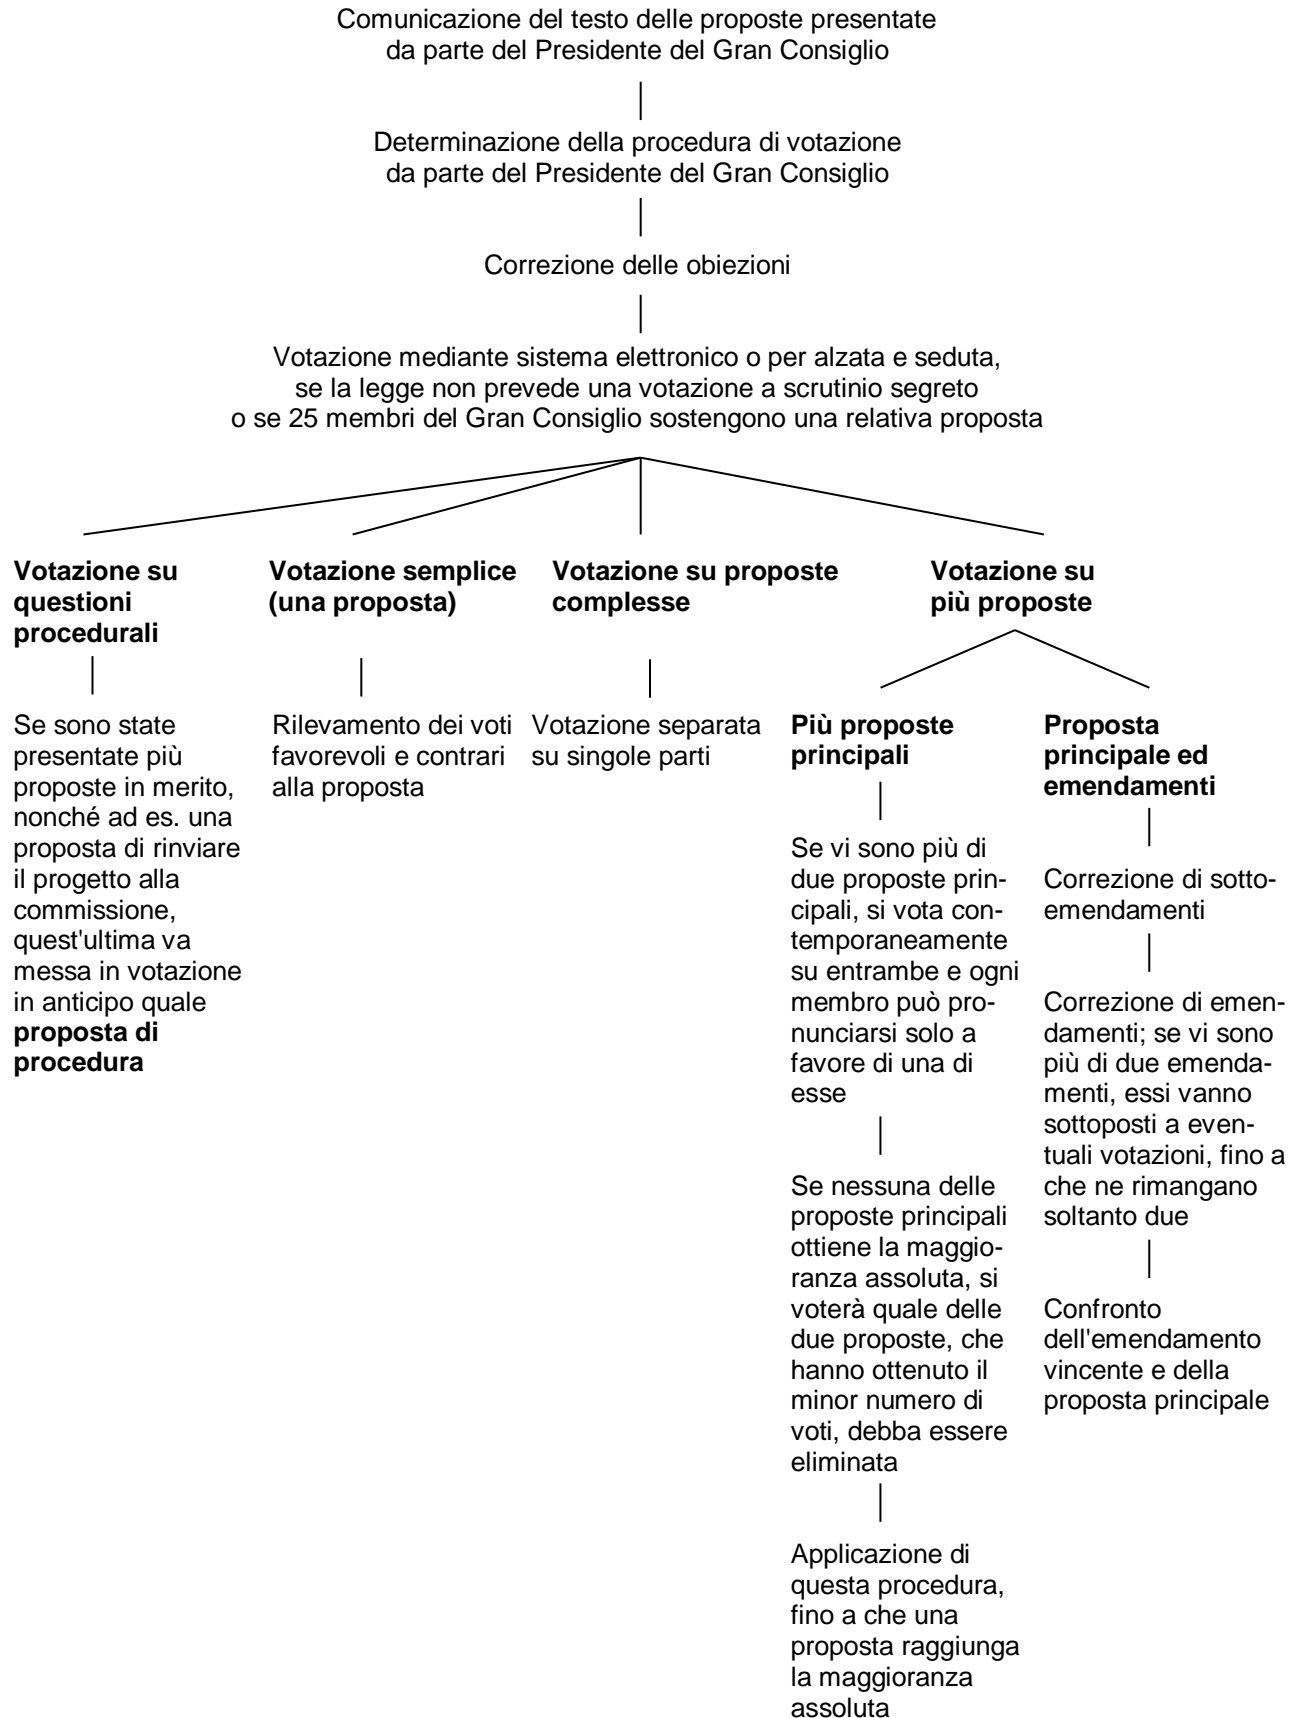 Comunicazione del testo delle proposte presentate
da parte del Presidente del Gran Consiglio
Determinazione della procedura di votazione
da parte del Presidente del Gran Consiglio
Correzione delle obiezioni
Votazione mediante sistema elettronico o per alzata e seduta,
se la legge non prevede una votazione a scrutinio segreto
o se 25 membri del Gran Consiglio sostengono una relativa proposta
Votazione su
questioni
procedurali
Se sono state
presentate più
proposte in merito,
nonché ad es. una
proposta di rinviare
il progetto alla
commissione,
quest'ultima va
messa in votazione
in anticipo quale
proposta di
procedura
Votazione semplice
(una proposta)
Rilevamento dei voti
favorevoli e contrari
alla proposta
Votazione su proposte
complesse
Votazione separata
su singole parti
Votazione su
più proposte
Più proposte
principali
Se vi sono più di
due proposte prin-
cipali, si vota con-
temporaneamente
su entrambe e ogni
membro può pro-
nunciarsi solo a
favore di una di
esse
Se nessuna delle
proposte principali
ottiene la maggio-
ranza assoluta, si
voterà quale delle
due proposte, che
hanno ottenuto il
minor numero di
voti, debba essere
eliminata
Applicazione di
questa procedura,
fino a che una
proposta raggiunga
la maggioranza
assoluta
Proposta
principale ed
emendamenti
Correzione di sotto-
emendamenti
Correzione di emen-
damenti; se vi sono
più di due emenda-
menti, essi vanno
sottoposti a even-
tuali votazioni, fino a
che ne rimangano
soltanto due
Confronto
dell'emendamento
vincente e della
proposta principale